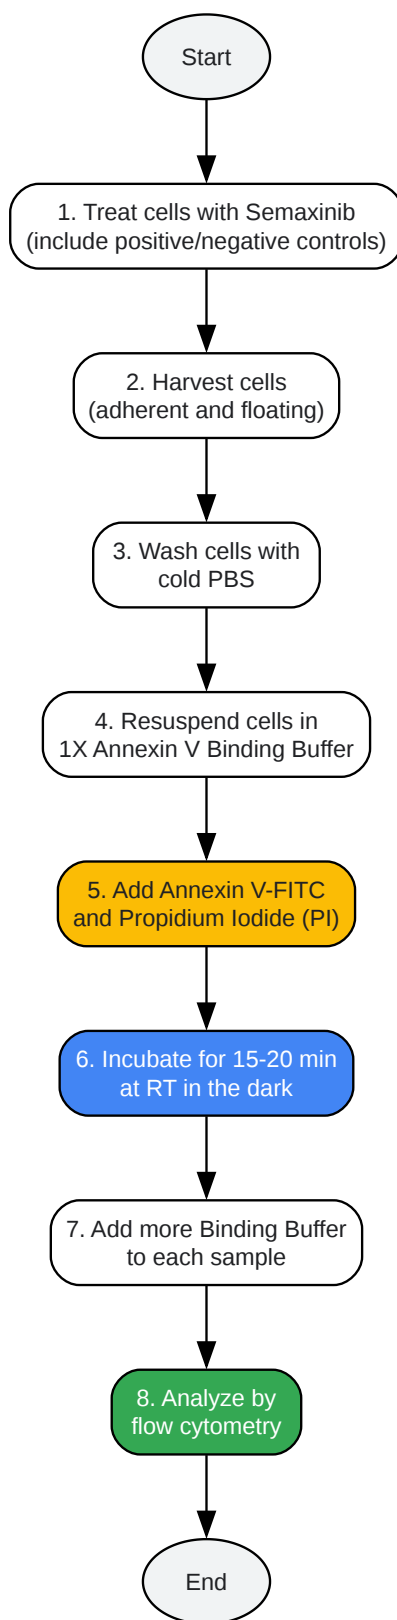 Start
1. Treat cells with Semaxinib
(include positive/negative controls)
2. Harvest cells
(adherent and floating)
3. Wash cells with
cold PBS
4. Resuspend cells in
1X Annexin V Binding Buffer
5. Add Annexin V-FITC
and Propidium Iodide (PI)
6. Incubate for 15-20 min
at RT in the dark
7. Add more Binding Buffer
to each sample
8. Analyze by
flow cytometry
End